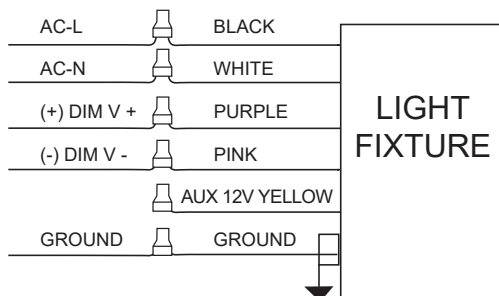 AC-L BLACK
AC-N WHITE
(+) DIM V + PURPLE
(-) DIM V - PINK
AUX 12V YELLOW
GROUND GROUND
LIGHT
FIXTURE